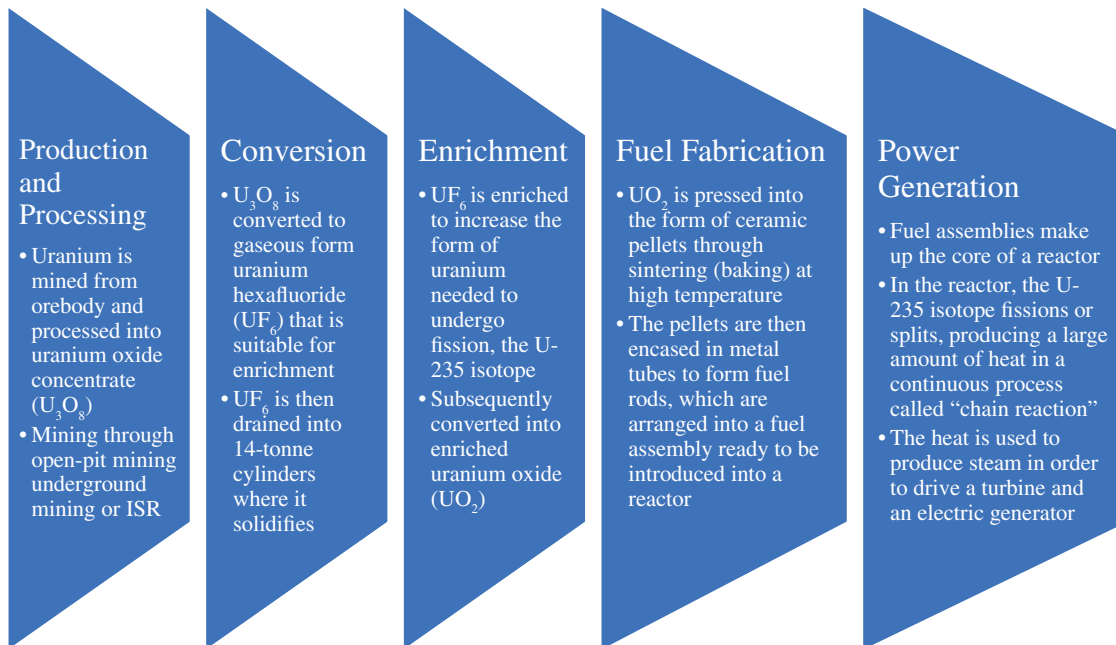 Production
and
Processing
• Uranium is
mined from
orebody and
processed into
uranium oxide
concentrate
(U₃O₈)
• Mining through
open-pit mining
underground
mining or ISR
Conversion
• U₃O₈ is
converted to
gaseous form
uranium
hexafluoride
(UF₆) that is
suitable for
enrichment
• UF₆ is then
drained into
14-tonne
cylinders
where it
solidifies
Enrichment
• UF₆ is enriched
to increase the
form of
uranium
needed to
undergo
fission, the U-
235 isotope
• Subsequently
converted into
enriched
uranium oxide
(UO₂)
Fuel Fabrication
• UO₂ is pressed into
the form of ceramic
pellets through
sintering (baking) at
high temperature
• The pellets are then
encased in metal
tubes to form fuel
rods, which are
arranged into a fuel
assembly ready to be
introduced into a
reactor
Power
Generation
• Fuel assemblies make
up the core of a reactor
• In the reactor, the U-
235 isotope fissions or
splits, producing a large
amount of heat in a
continuous process
called “chain reaction”
• The heat is used to
produce steam in order
to drive a turbine and
an electric generator